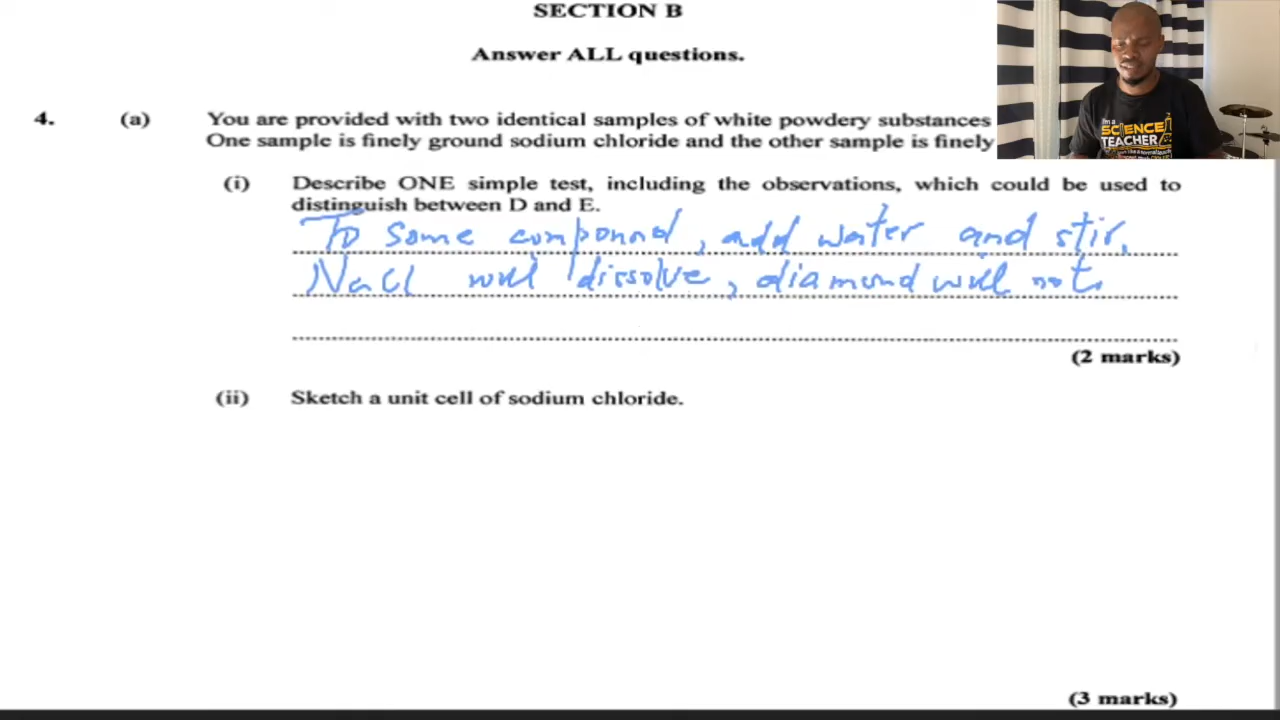 SECTION B
Answer ALL questions.
4. (a) You are provided with two identical samples of white powdery substances
One sample is finely ground sodium chloride and the other sample is finely
(i) Describe ONE simple test, including the observations, which could be used to
distinguish between D and E.
To some compound, add water and stir.
NaCl will dissolve, diamond will not.
(2 marks)
(ii) Sketch a unit cell of sodium chloride.
(3 marks)
I'm a
SCIENCE
TEACHER